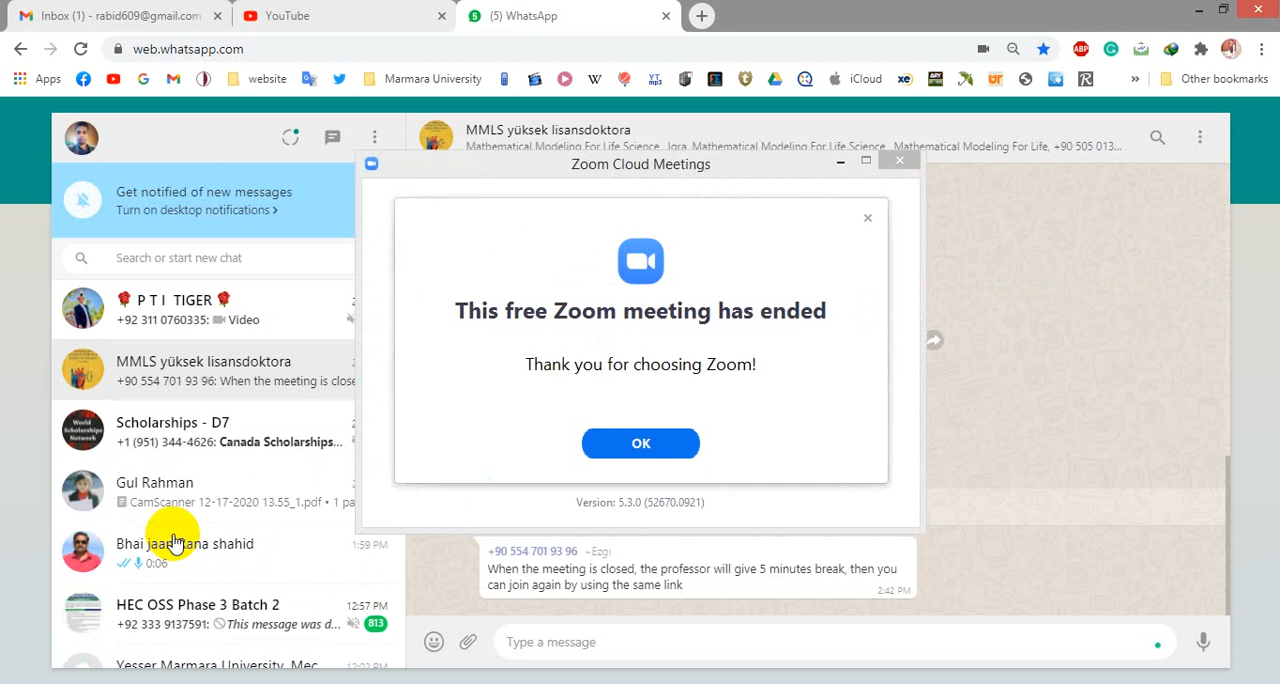 Inbox (1) - rabid609@gmail.com
YouTube
(5) WhatsApp
web.whatsapp.com
Apps
website
Marmara University
iCloud
Other bookmarks
MMLS yüksek lisansdoktora
Mathematical Modeling For Life Science, Iqra, Mathematical Modeling For Life Science, Mathematical Modeling For Life, +90 505 013...
Get notified of new messages
Turn on desktop notifications >
Search or start new chat
P T I TIGER
+92 311 0760335: Video
MMLS yüksek lisansdoktora
+90 554 701 93 96: When the meeting is close
Scholarships - D7
+1 (951) 344-4626: Canada Scholarships...
Gul Rahman
CamScanner 12-17-2020 13.55_1.pdf • 1 pa
Bhai jaan rana shahid
1:59 PM
0:06
HEC OSS Phase 3 Batch 2
12:57 PM
+92 333 9137591: This message was d...
813
Zoom Cloud Meetings
This free Zoom meeting has ended
Thank you for choosing Zoom!
OK
Version: 5.3.0 (52670.0921)
+90 554 701 93 96 ~Ezgi
When the meeting is closed, the professor will give 5 minutes break, then you
can join again by using the same link
2:42 PM
Type a message